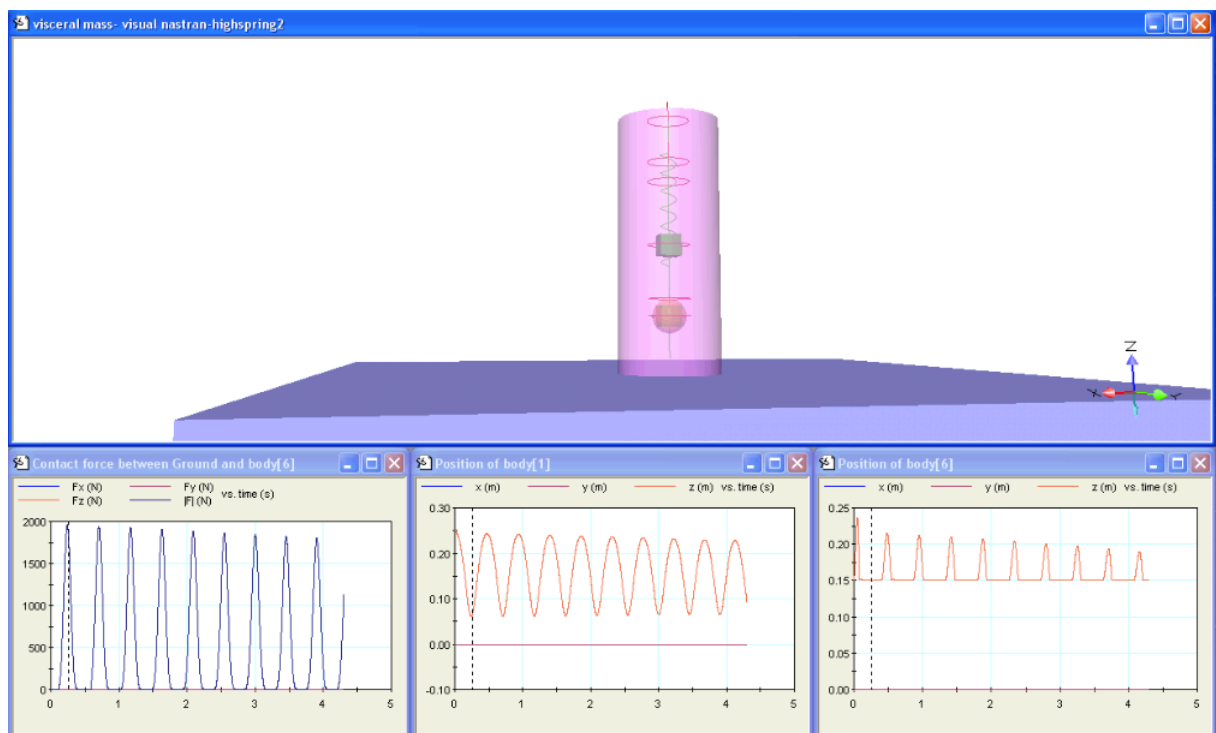 visceral mass- visual nastran-highspring2
Z
X
Y
Contact force between Ground and body[6]
Fx (N) Fy (N) vs. time (s)
Fz (N) |F| (N)
2000
1500
1000
500
0
0 1 2 3 4 5
Position of body[1]
x (m) y (m) z (m) vs. time (s)
0.30
0.20
0.10
0.00
-0.10
0 1 2 3 4 5
Position of body[6]
x (m) y (m) z (m) vs. time (s)
0.25
0.20
0.15
0.10
0.05
0.00
0 1 2 3 4 5